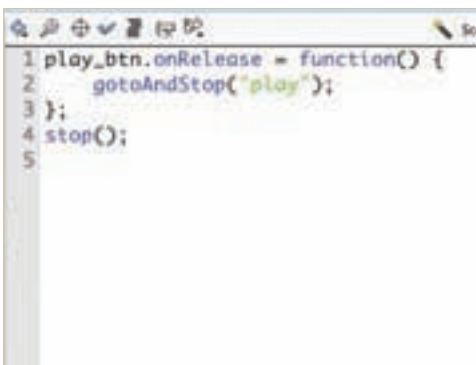 1 play_btn.onRelease = function() {
2 gotoAndStop("play");
3 };
4 stop();
5